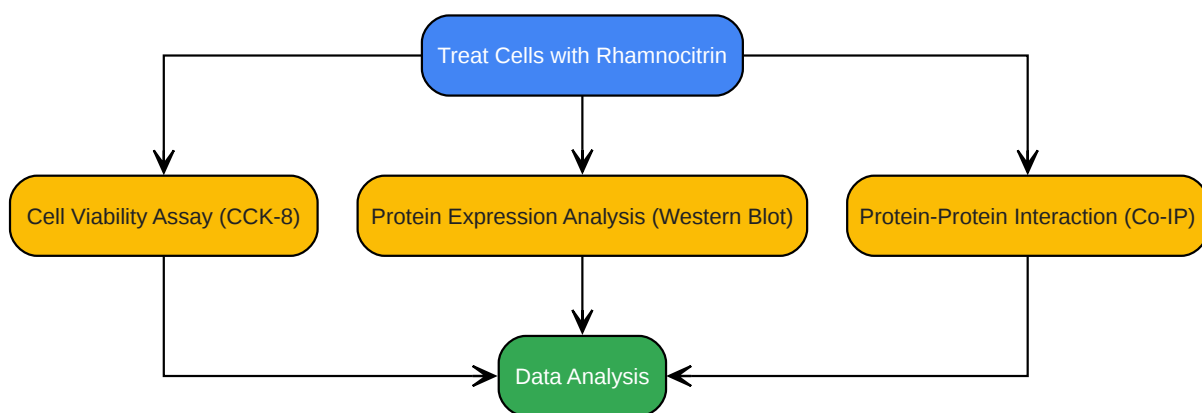 Treat Cells with Rhamnocitrin
Cell Viability Assay (CCK-8)
Protein Expression Analysis (Western Blot)
Protein-Protein Interaction (Co-IP)
Data Analysis